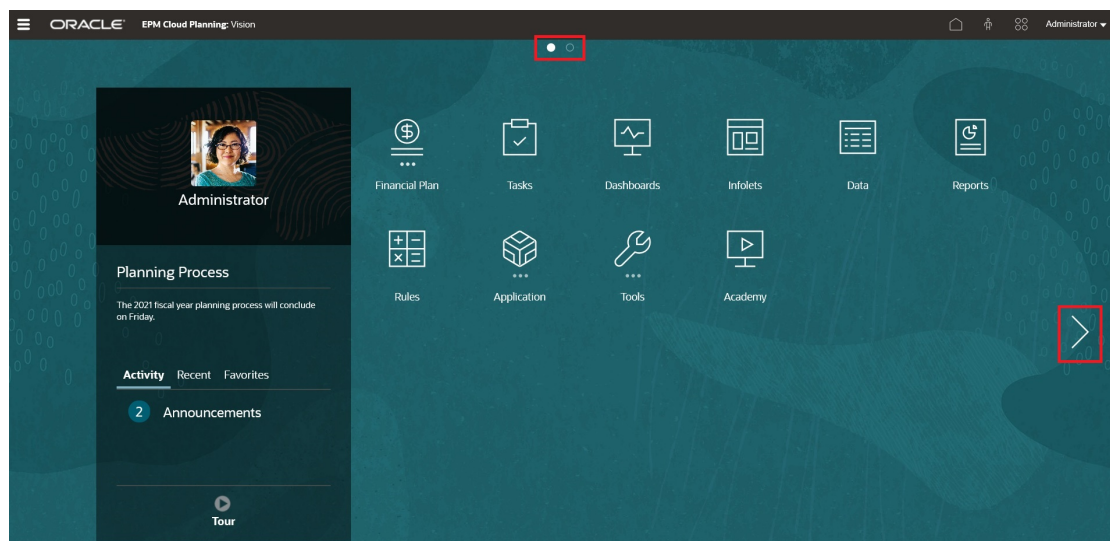 ORACLE EPM Cloud Planning: Vision Administrator
Administrator
Financial Plan Tasks Dashboards Infolets Data Reports
Rules Application Tools Academy
Planning Process
The 2021 fiscal year planning process will conclude
on Friday.
Activity Recent Favorites
2 Announcements
Tour